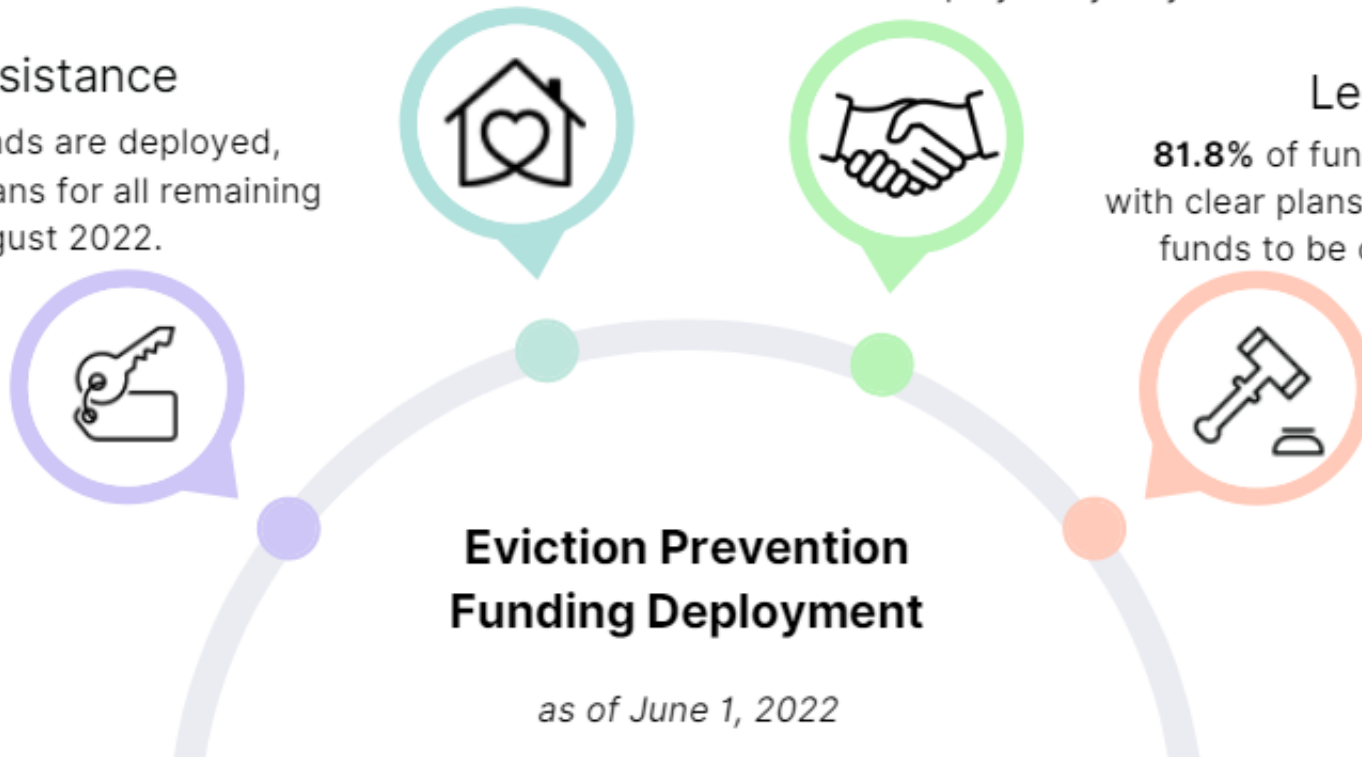 sistance
ds are deployed,
ans for all remaining
gust 2022.
Le
81.8% of fun
with clear plans
funds to be
Eviction Prevention
Funding Deployment
as of June 1, 2022